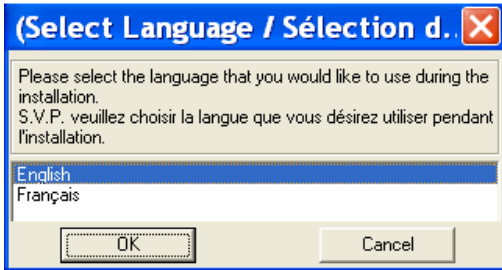 (Select Language / Sélection d..
Please select the language that you would like to use during the
installation.
S.V.P. veuillez choisir la langue que vous désirez utiliser pendant
l'installation.
English
Français
OK
Cancel